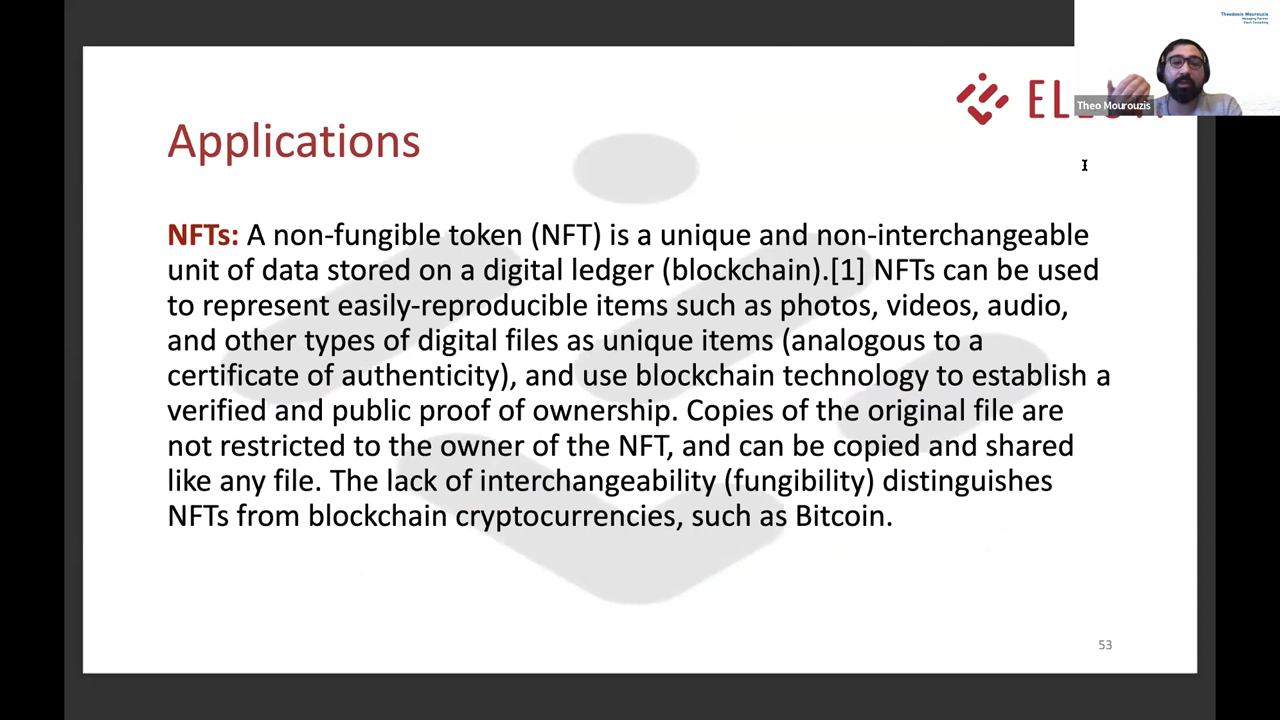 Theodosis Mourouzis
Managing Partner
Theo Mourouzis
Applications
NFTs: A non-fungible token (NFT) is a unique and non-interchangeable
unit of data stored on a digital ledger (blockchain).[1] NFTs can be used
to represent easily-reproducible items such as photos, videos, audio,
and other types of digital files as unique items (analogous to a
certificate of authenticity), and use blockchain technology to establish a
verified and public proof of ownership. Copies of the original file are
not restricted to the owner of the NFT, and can be copied and shared
like any file. The lack of interchangeability (fungibility) distinguishes
NFTs from blockchain cryptocurrencies, such as Bitcoin.
53